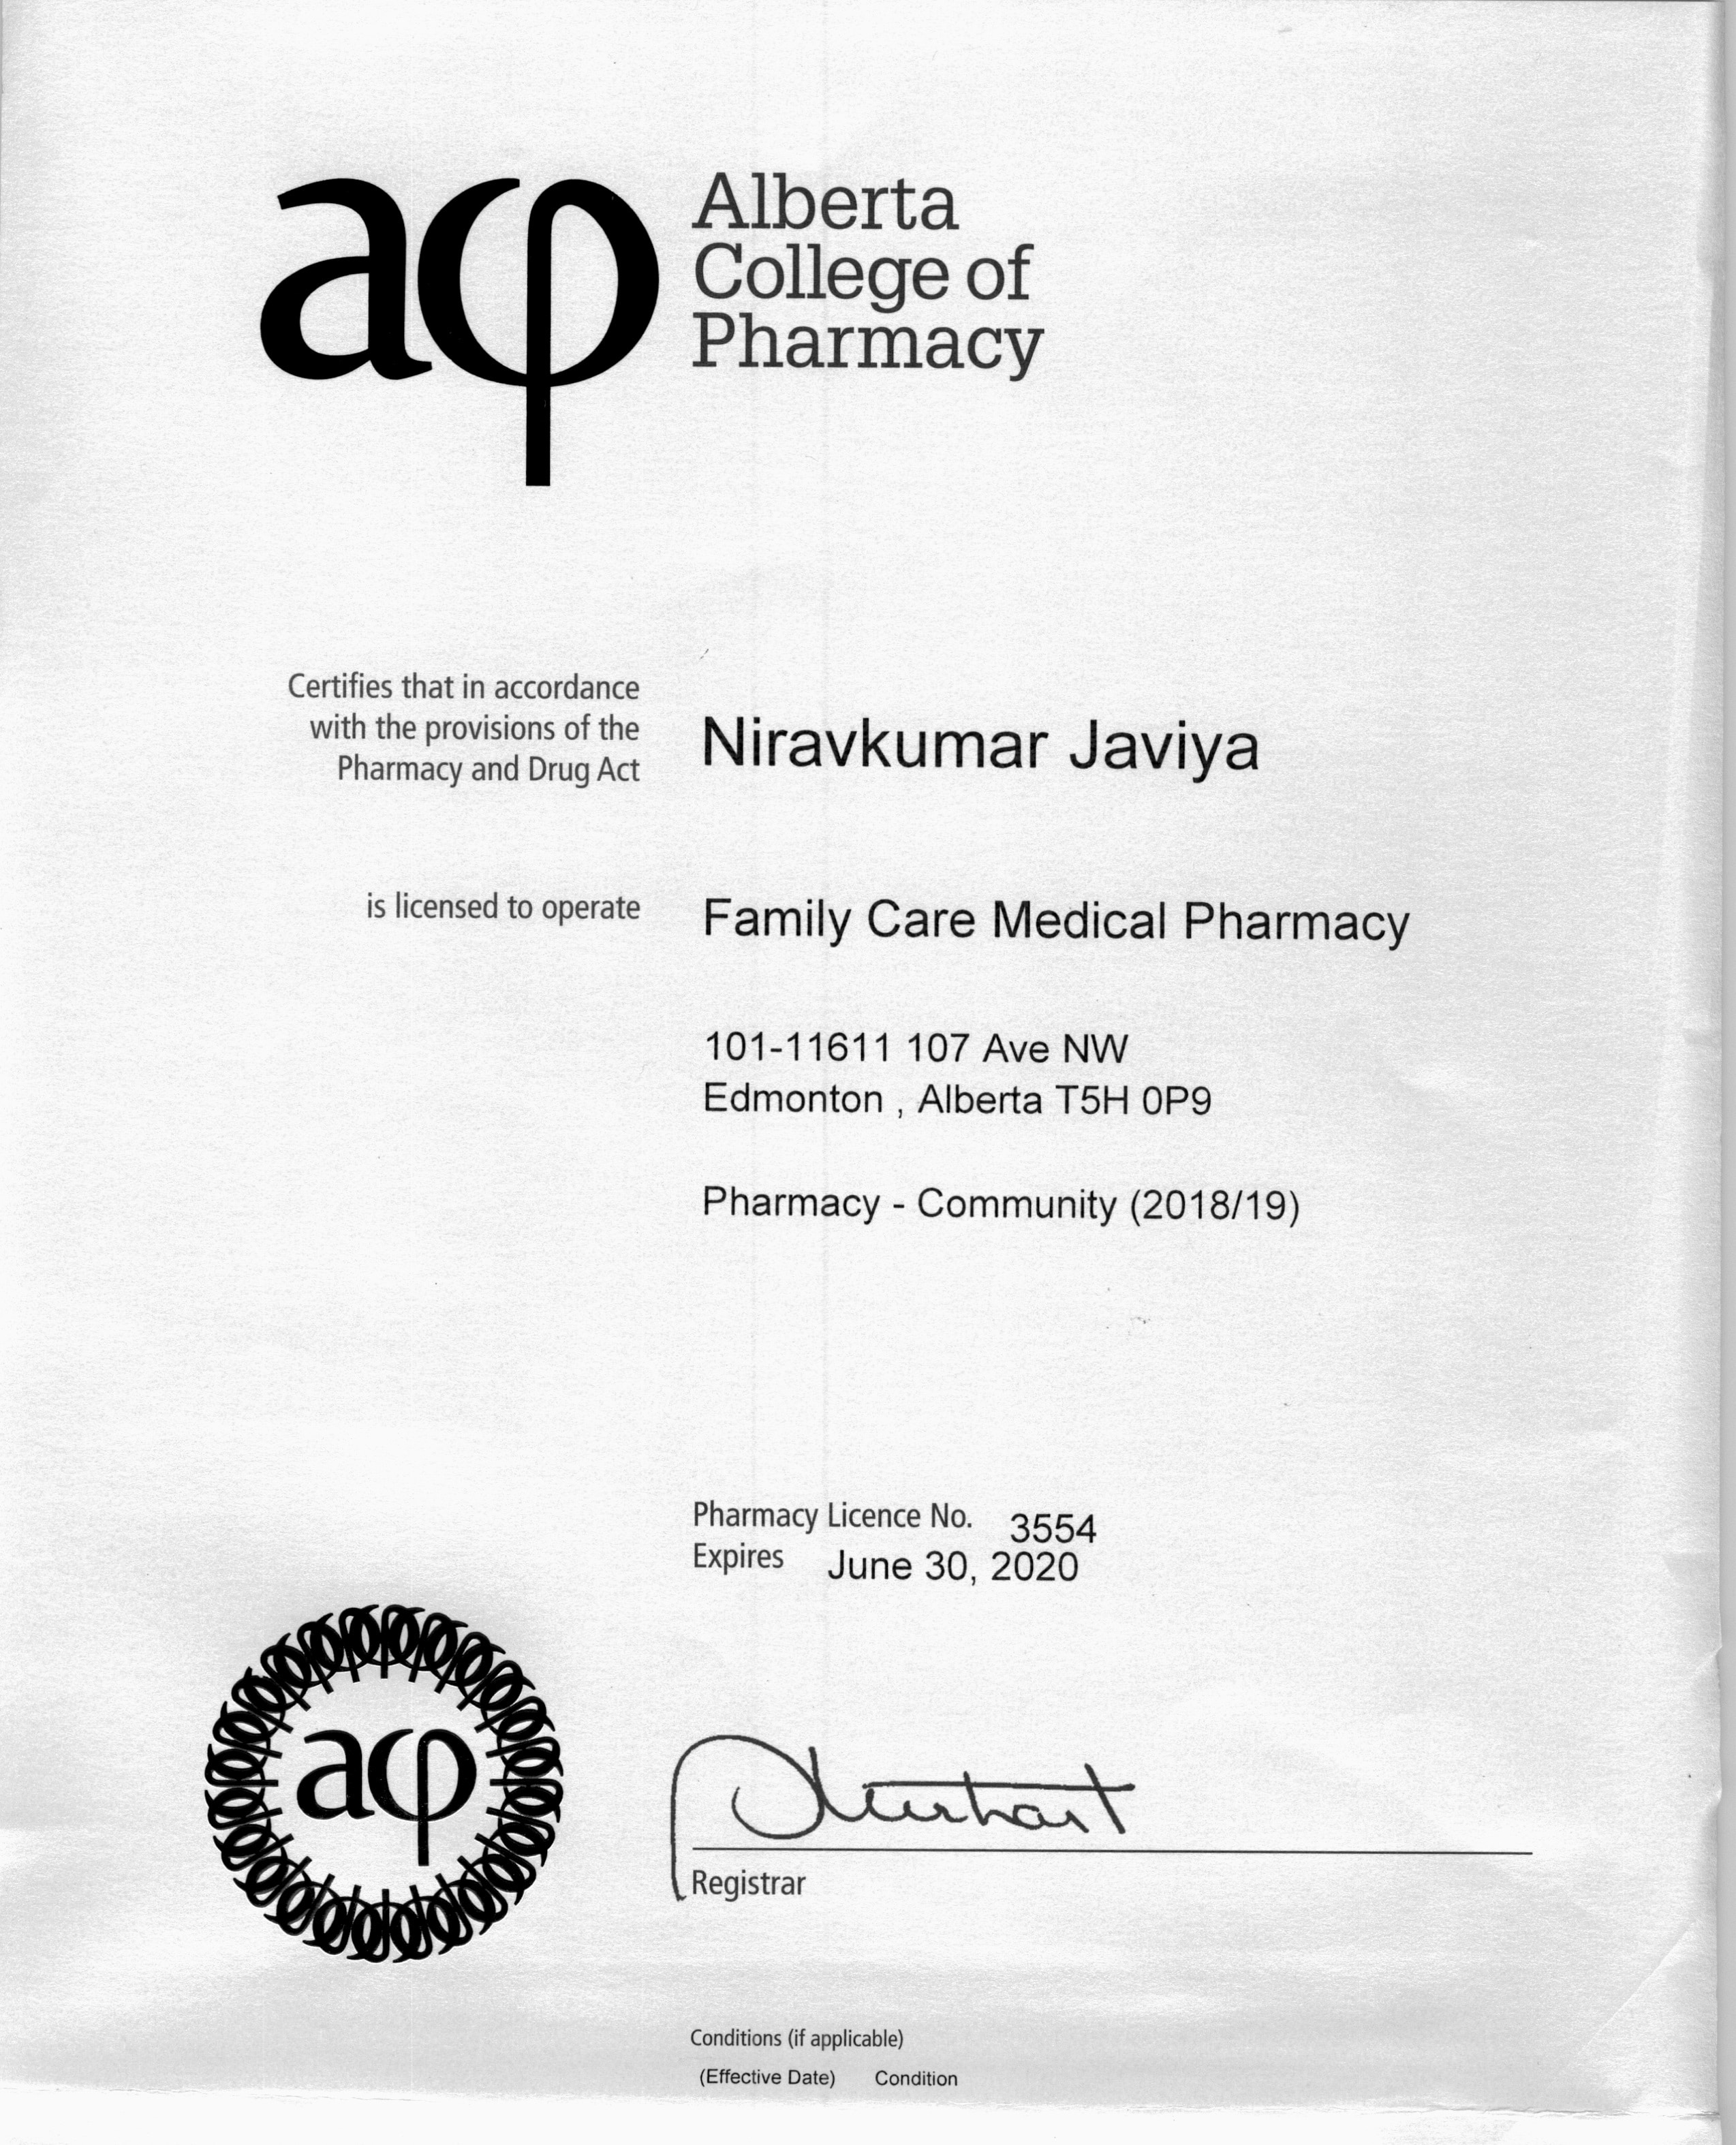 aφ
Alberta
College of
Pharmacy
Certifies that in accordance
with the provisions of the
Pharmacy and Drug Act
Niravkumar Javiya
is licensed to operate
Family Care Medical Pharmacy
101-11611 107 Ave NW
Edmonton , Alberta T5H 0P9
Pharmacy - Community (2018/19)
Pharmacy Licence No. 3554
Expires June 30, 2020
aφ
Registrar
Conditions (if applicable)
(Effective Date) Condition